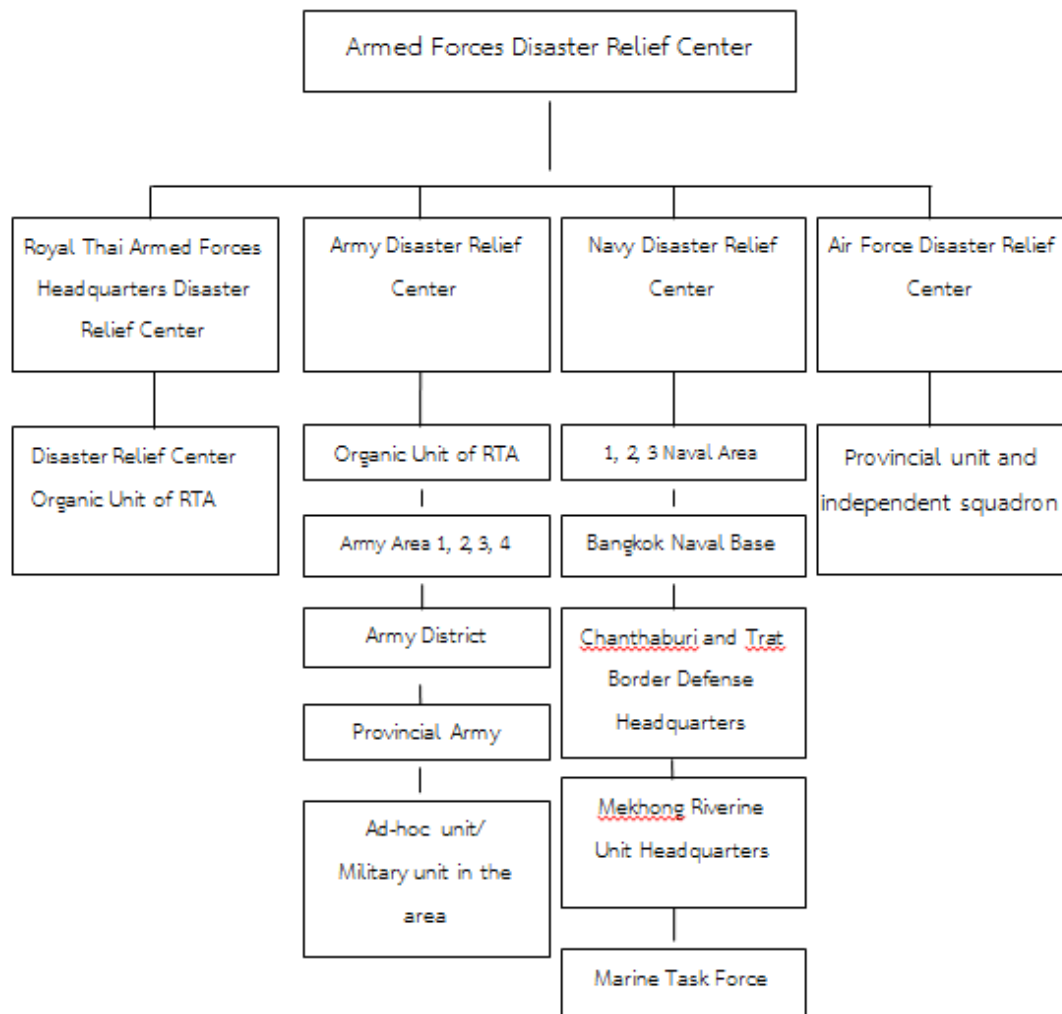 Armed Forces Disaster Relief Center
Royal Thai Armed Forces
Headquarters Disaster
Relief Center
Army Disaster Relief
Center
Navy Disaster Relief
Center
Air Force Disaster Relief
Center
Disaster Relief Center
Organic Unit of RTA
Organic Unit of RTA
1, 2, 3 Naval Area
Provincial unit and
independent squadron
Army Area 1, 2, 3, 4
Bangkok Naval Base
Army District
Chanthaburi and Trat
Border Defense
Headquarters
Provincial Army
Mekhong Riverine
Unit Headquarters
Ad-hoc unit/
Military unit in the
area
Marine Task Force